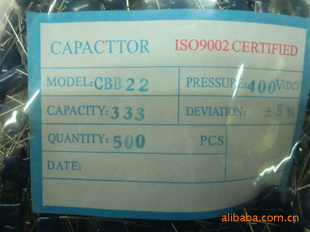 CAPACTTOR ISO9002 CERTIFIED
MODEL: CBB22 PRESSURE: 400V(DC)
CAPACITY: 333 DEVIATION: ±5%
QUANTITY: 500 PCS
DATE:
alibaba.com.cn